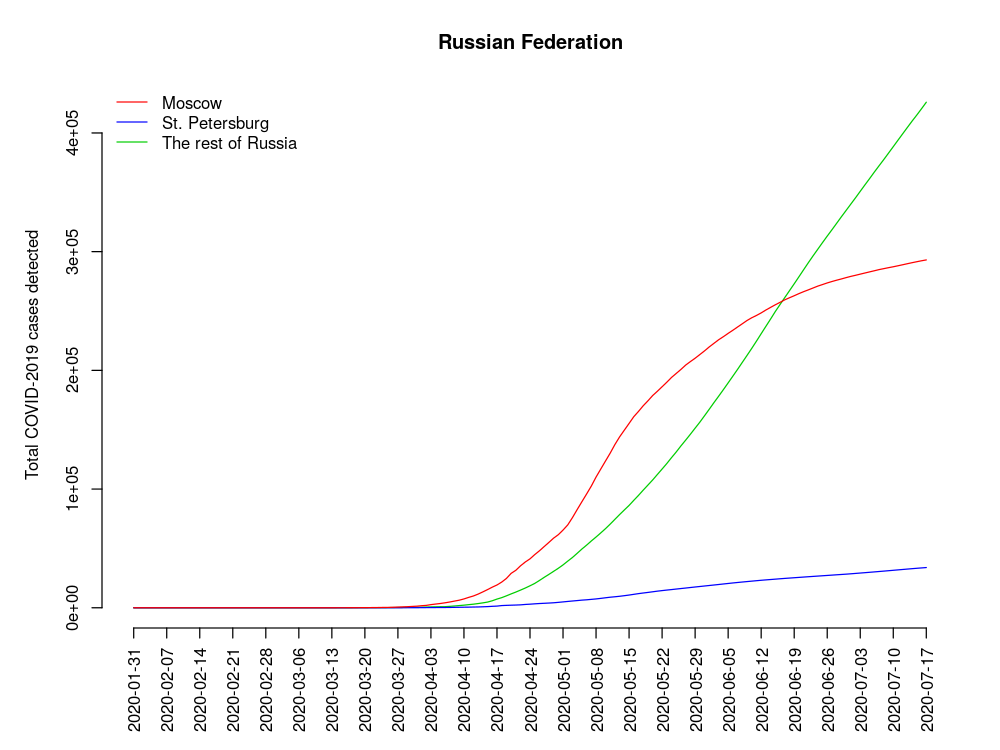 Russian Federation
Moscow
St. Petersburg
The rest of Russia
Total COVID-2019 cases detected
4e+05
3e+05
2e+05
1e+05
0e+00
2020-01-31
2020-02-07
2020-02-14
2020-02-21
2020-02-28
2020-03-06
2020-03-13
2020-03-20
2020-03-27
2020-04-03
2020-04-10
2020-04-17
2020-04-24
2020-05-01
2020-05-08
2020-05-15
2020-05-22
2020-05-29
2020-06-05
2020-06-12
2020-06-19
2020-06-26
2020-07-03
2020-07-10
2020-07-17